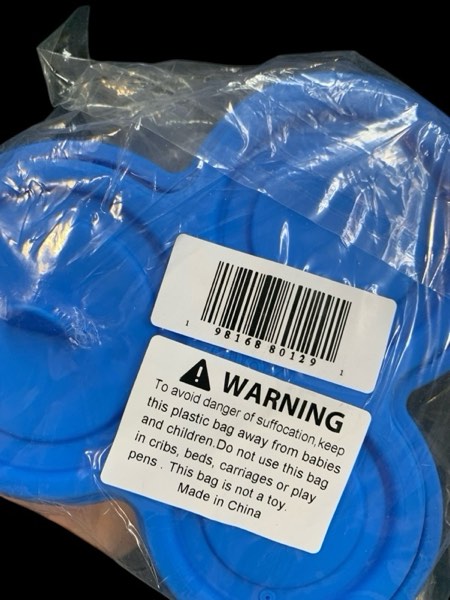 1 98168 80129 1
WARNING
To avoid danger of suffocation,keep
this plastic bag away from babies
and children.Do not use this bag
in cribs, beds, carriages or play
pens . This bag is not a toy.
Made in China